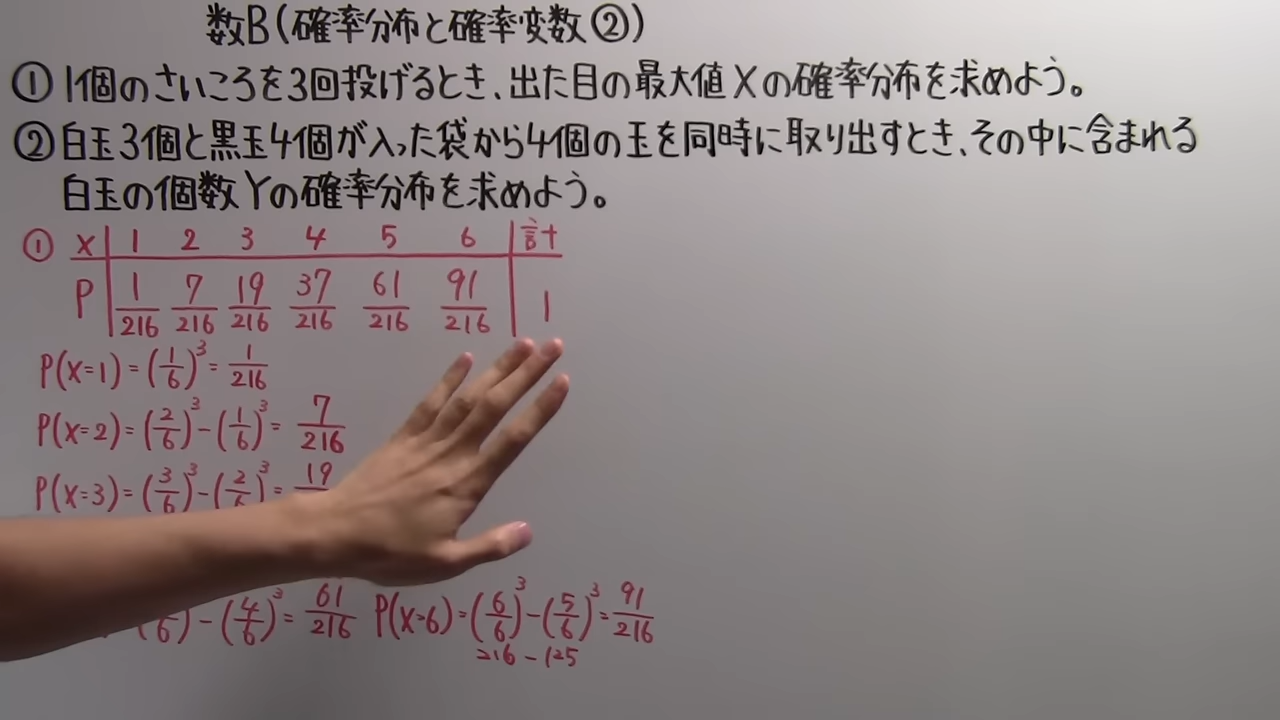 数B(確率分布と確率変数②)
① 1個のさいころを3回投げるとき、出た目の最大値Xの確率分布を求めよう。
② 白玉3個と黒玉4個が入った袋から4個の玉を同時に取り出すとき、その中に含まれる
白玉の個数Yの確率分布を求めよう。
① X 1 2 3 4 5 6 計
P 1/216 7/216 19/216 37/216 61/216 91/216 1
P(X=1)=(1/6)^3=1/216
P(X=2)=(2/6)^3-(1/6)^3=7/216
P(X=3)=(3/6)^3-(2/6)^3=19
-(4/6)^3=61/216 P(X=6)=(6/6)^3-(5/6)^3=91/216
216-125